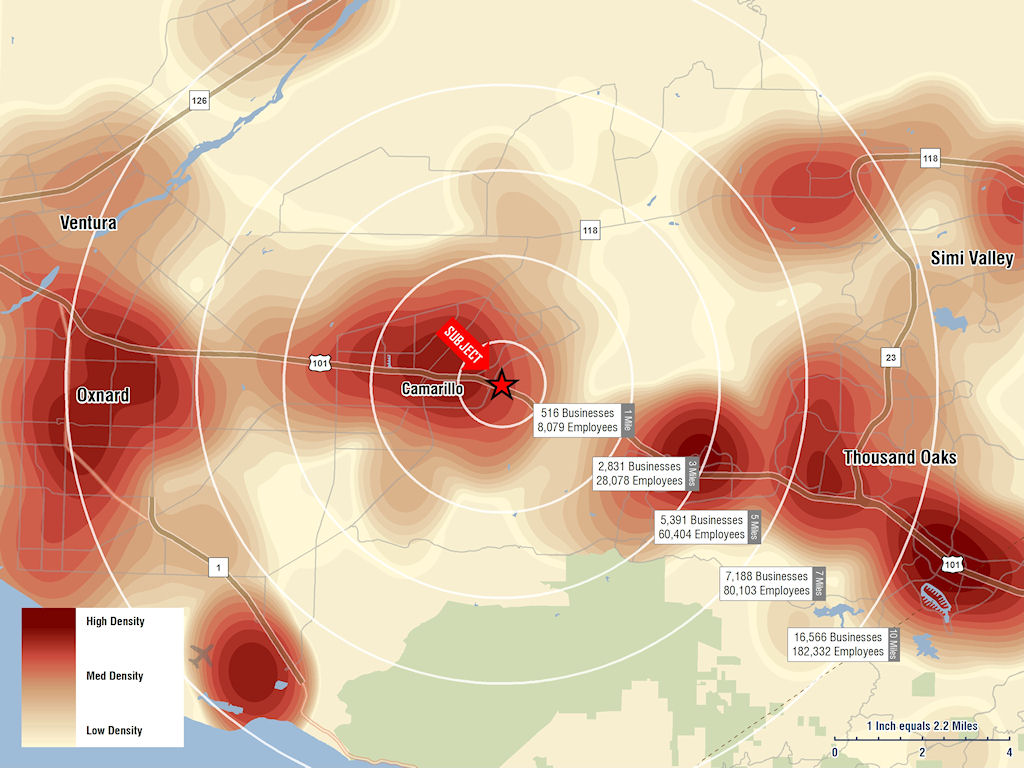 126
118
Ventura
118
Simi Valley
SUBJECT
23
101
Camarillo
Oxnard
516 Businesses
8,079 Employees
1 Mile
Thousand Oaks
2,831 Businesses
28,078 Employees
3 Miles
5,391 Businesses
60,404 Employees
5 Miles
1
101
7,188 Businesses
80,103 Employees
7 Miles
High Density
Med Density
Low Density
16,566 Businesses
182,332 Employees
10 Miles
1 Inch equals 2.2 Miles
0 2 4